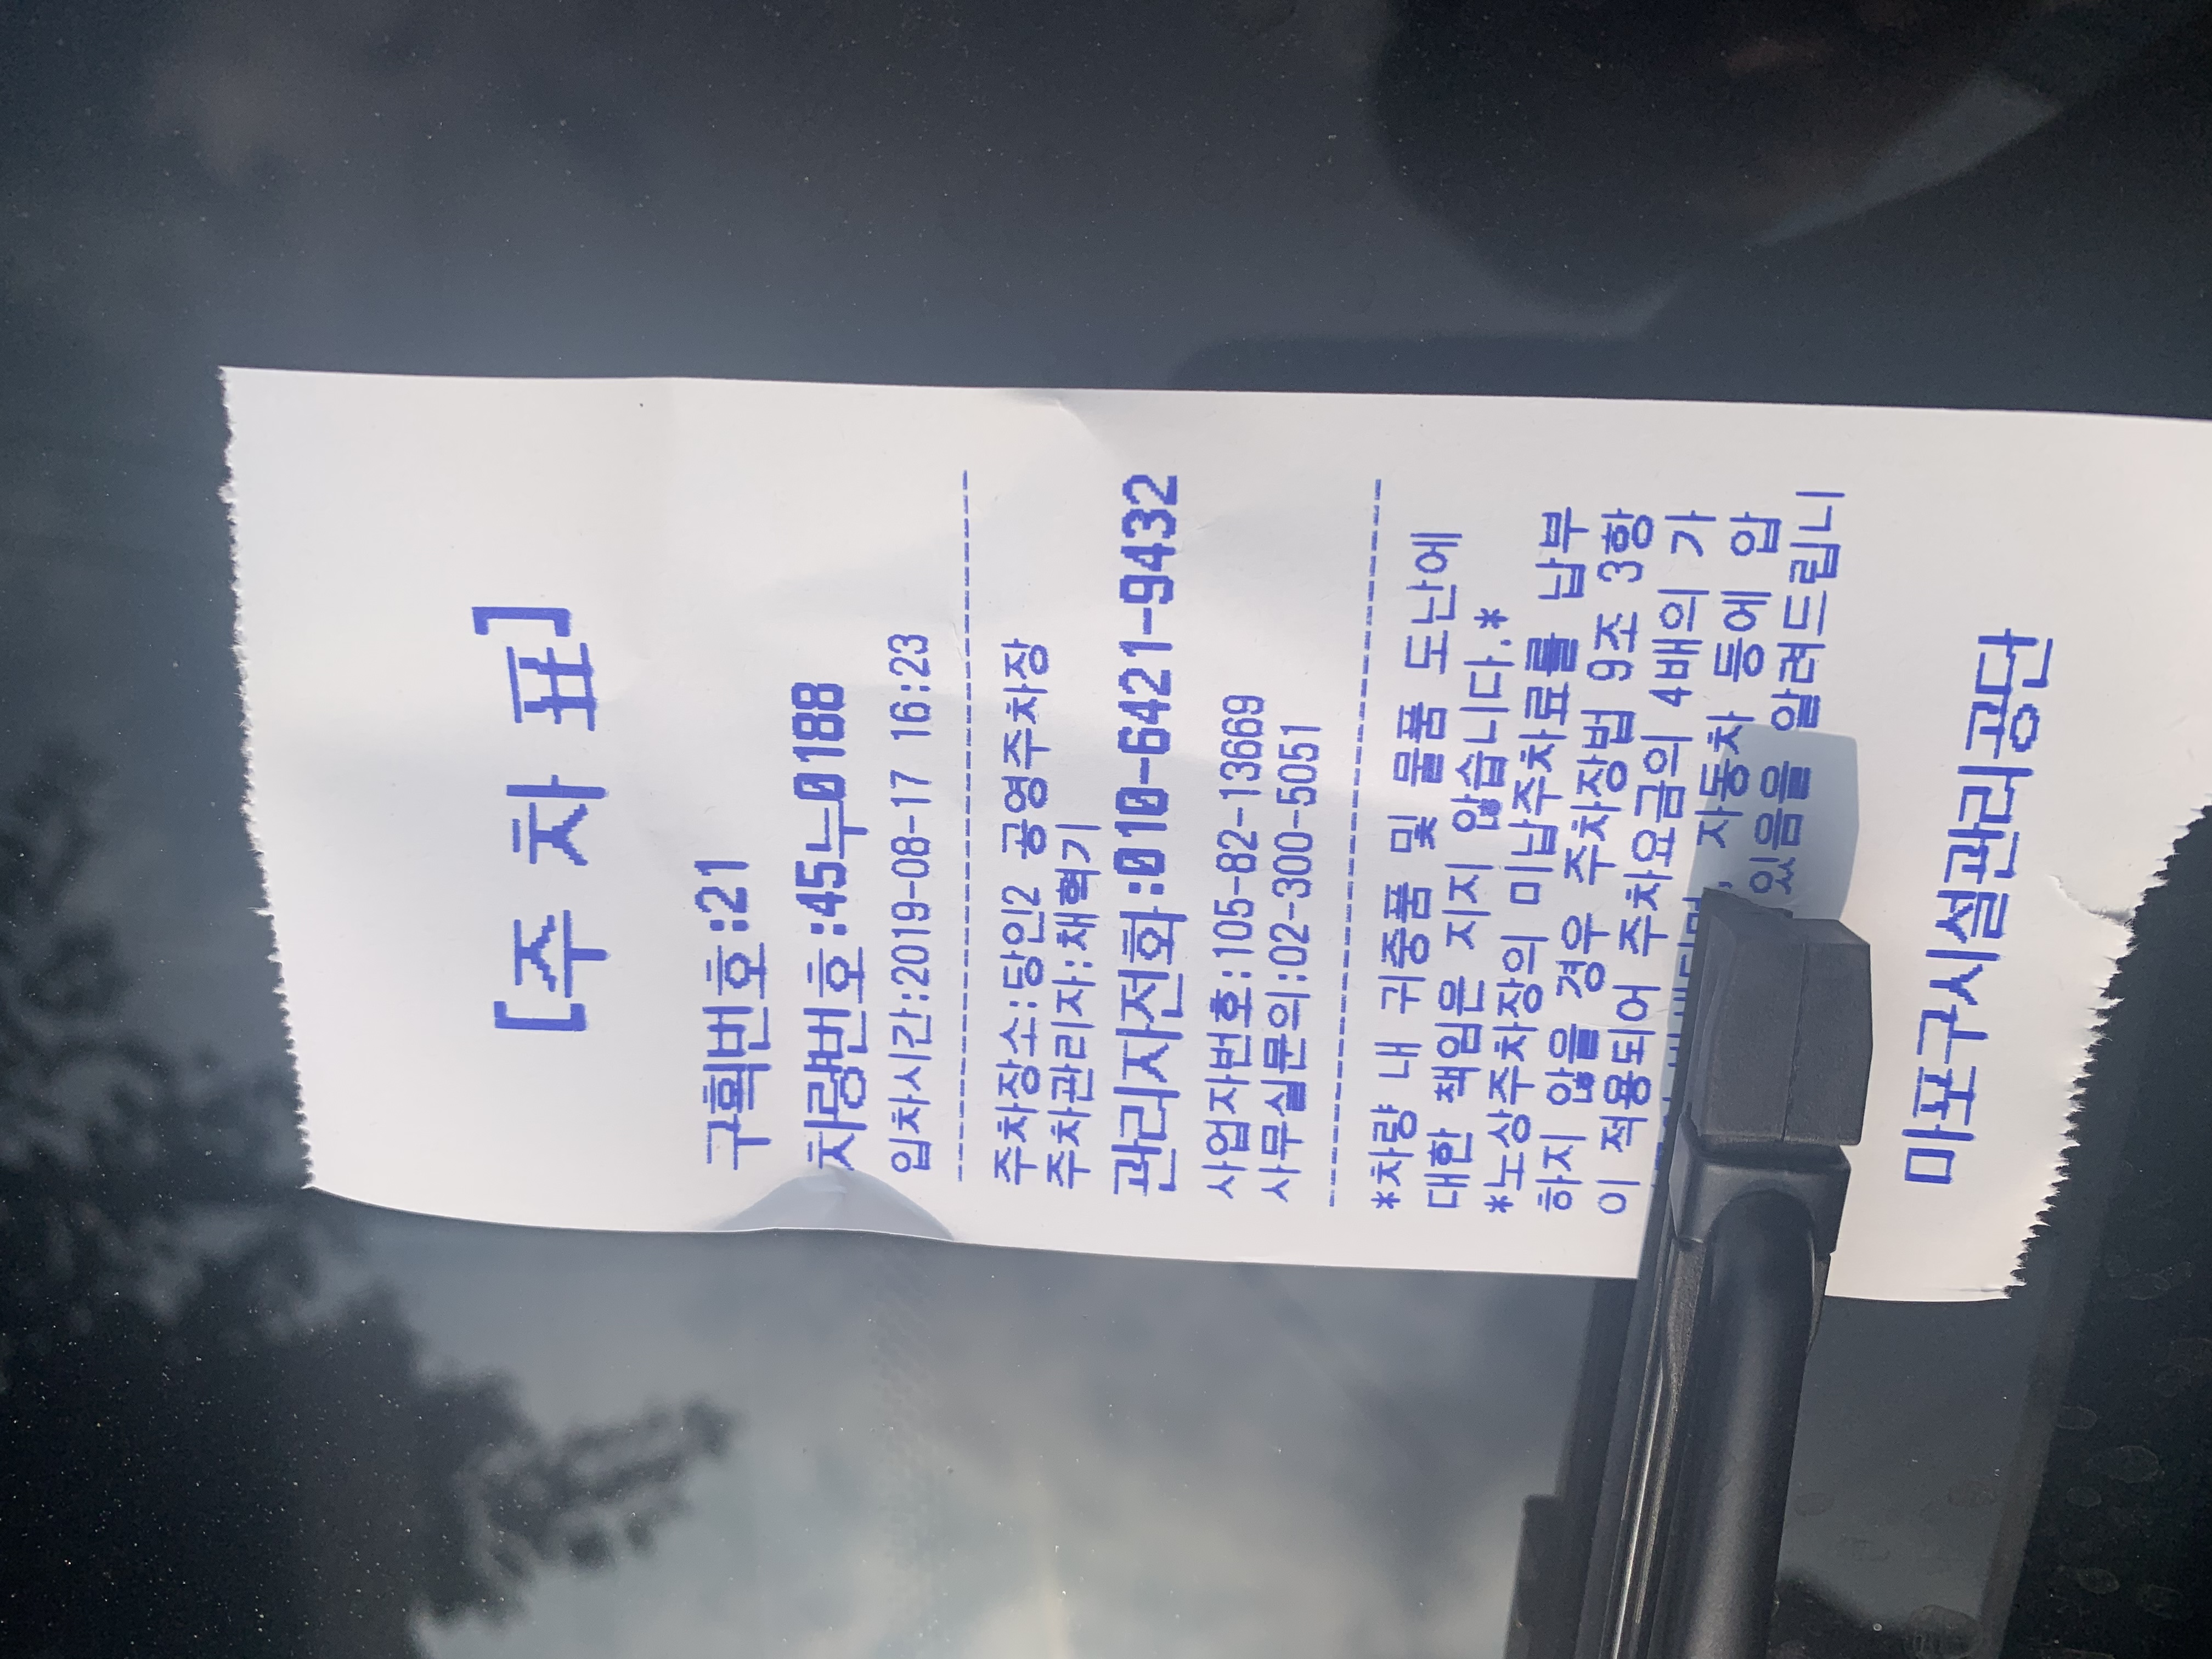 [주 차 표]
구획번호:21
차량번호:45누0188
입차시간:2019-08-17 16:23
주차장소:당인2 공영주차장
주차관리자:채혁기
관리자전화:010-6421-9432
사업자번호:105-82-13669
사무실문의:02-300-5051
*차량 내 귀중품 및 물품 도난에
대한 책임은 지지 않습니다.*
*노상주차장의 미납주차료를 납부
하지 않을 경우 주차장법 9조 3항
이 적용되어 주차요금의 4배의 가
자동차 등에 압
있음을 알려드립니
마포구시설관리공단